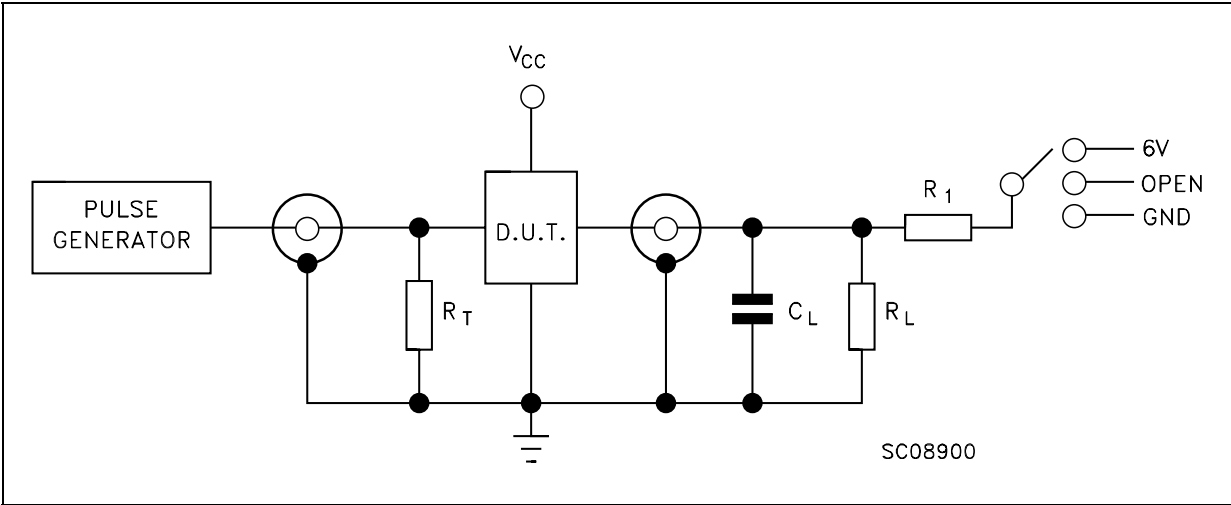 VCC
PULSE
GENERATOR
D.U.T.
RT
CL
RL
R1
6V
OPEN
GND
SC08900